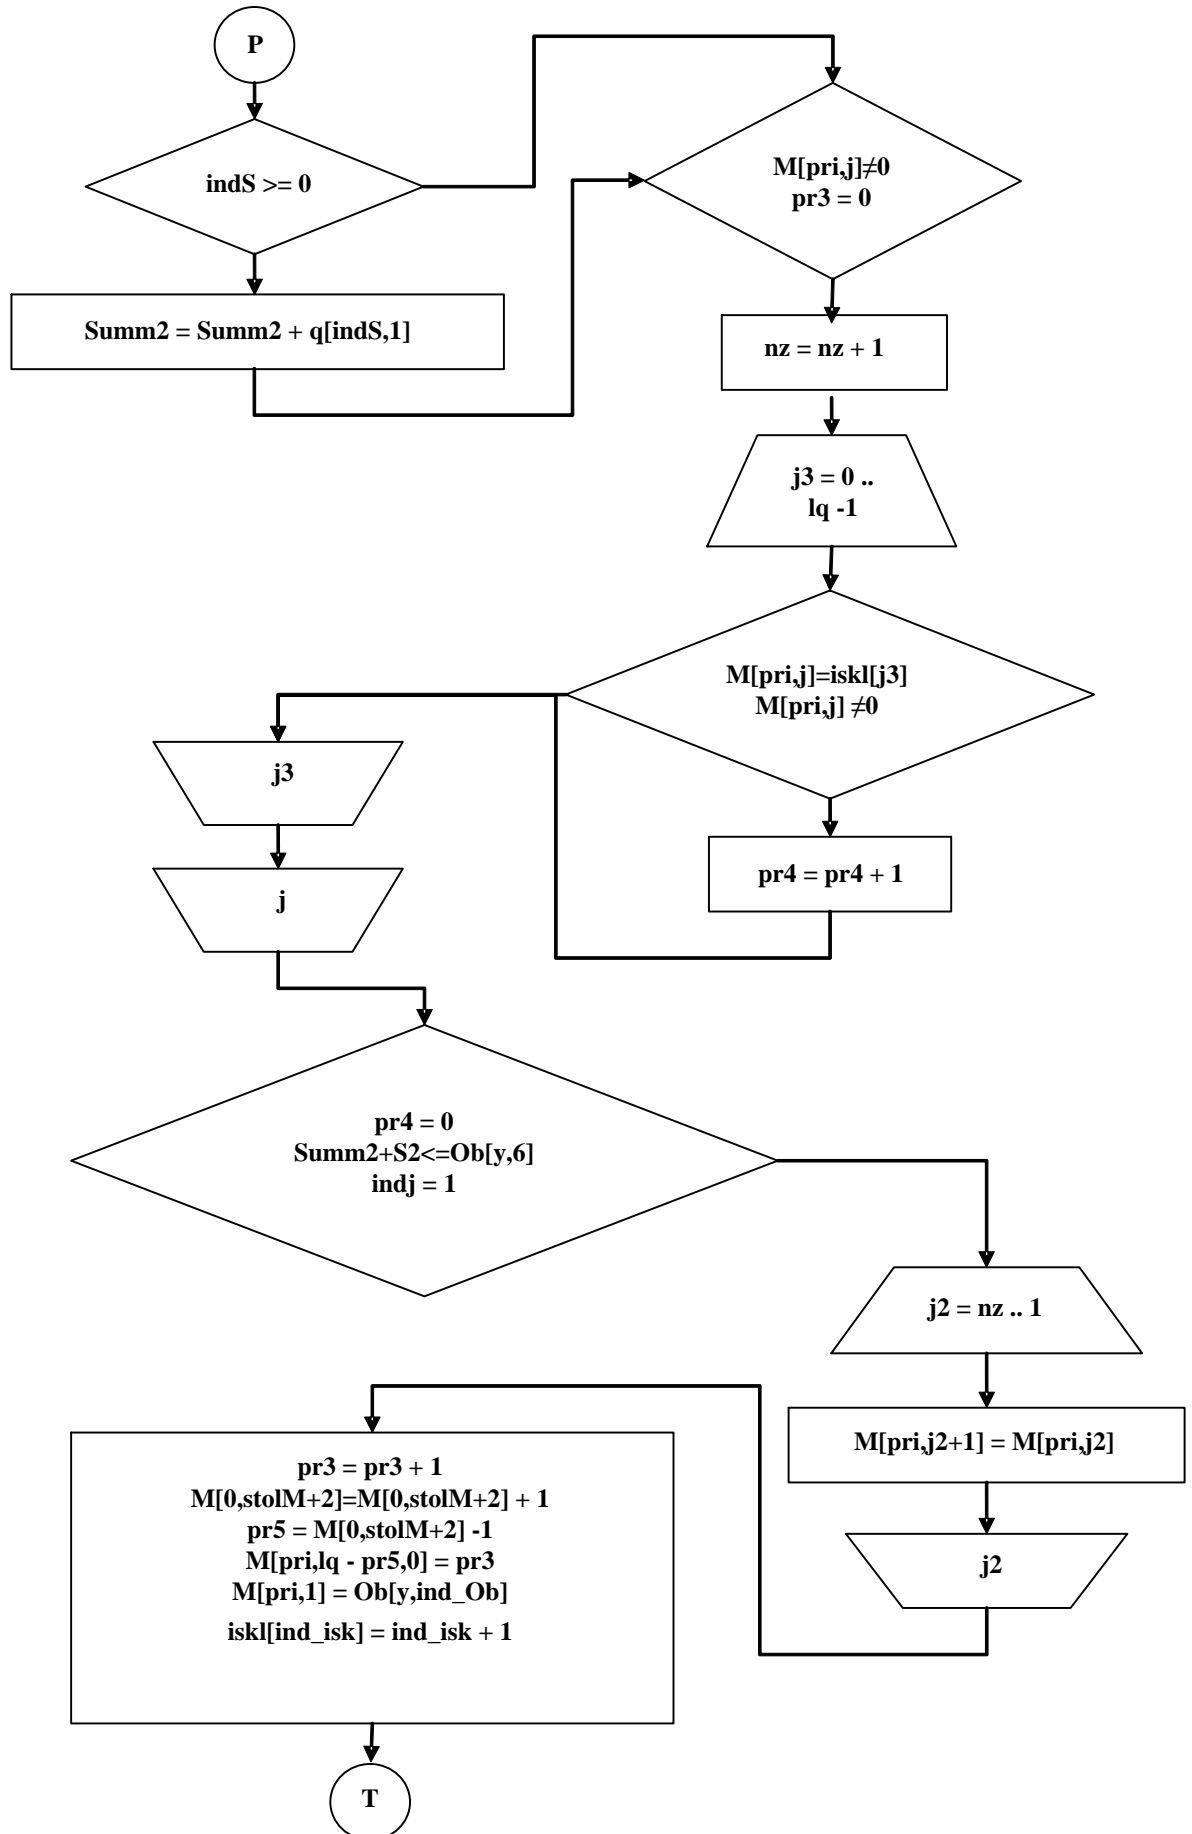 P
indS >= 0
Summ2 = Summ2 + q[indS,1]
M[pri,j]≠0
pr3 = 0
nz = nz + 1
j3 = 0 ..
lq -1
M[pri,j]=iskl[j3]
M[pri,j] ≠0
pr4 = pr4 + 1
j3
j
pr4 = 0
Summ2+S2<=Ob[y,6]
indj = 1
j2 = nz .. 1
M[pri,j2+1] = M[pri,j2]
j2
pr3 = pr3 + 1
M[0,stolM+2]=M[0,stolM+2] + 1
pr5 = M[0,stolM+2] -1
M[pri,lq - pr5,0] = pr3
M[pri,1] = Ob[y,ind_Ob]
iskl[ind_isk] = ind_isk + 1
T